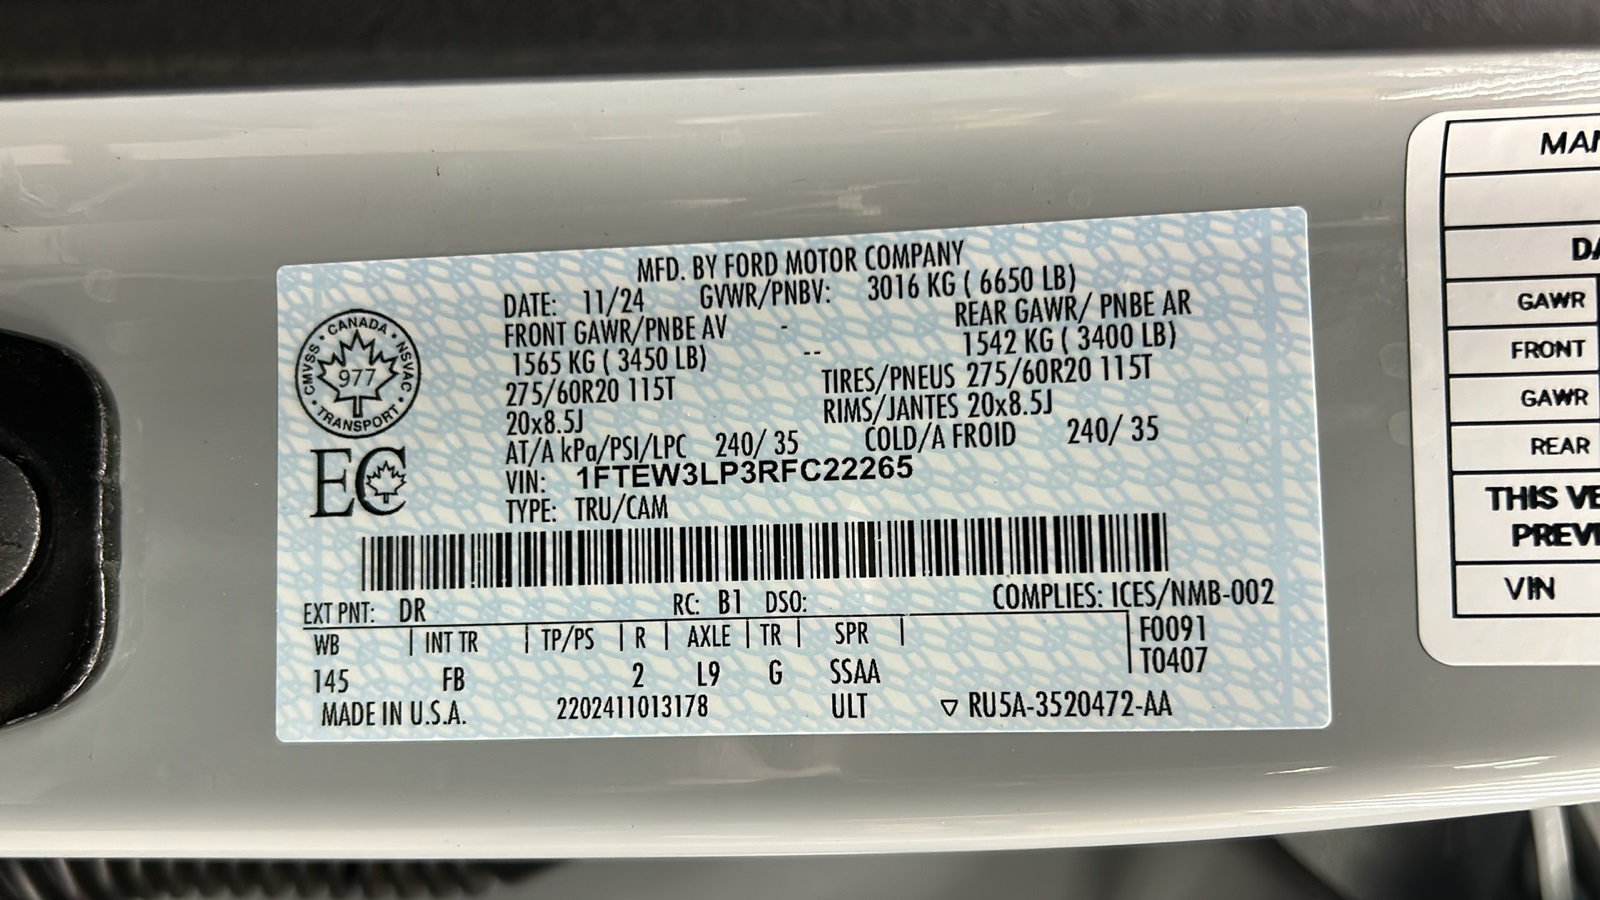 MFD. BY FORD MOTOR COMPANY
DATE: 11/24 GVWR/PNBV: 3016 KG ( 6650 LB)
FRONT GAWR/PNBE AV - REAR GAWR/ PNBE AR
1565 KG ( 3450 LB) -- 1542 KG ( 3400 LB)
275/60R20 115T TIRES/PNEUS 275/60R20 115T
20x8.5J RIMS/JANTES 20x8.5J
AT/A kPa/PSI/LPC 240/ 35 COLD/A FROID 240/ 35
VIN: 1FTEW3LP3RFC22265
TYPE: TRU/CAM
CANADA
CMVSS 977 NSVAC
TRANSPORT
EC
EXT PNT: DR RC: B1 DSO: COMPLIES: ICES/NMB-002
WB | INT TR | TP/PS | R | AXLE | TR | SPR | F0091
T0407
145 FB 2 L9 G SSAA
MADE IN U.S.A. 2202411013178 ULT ▽ RU5A-3520472-AA
GAWR
FRONT
GAWR
REAR
THIS
VIN